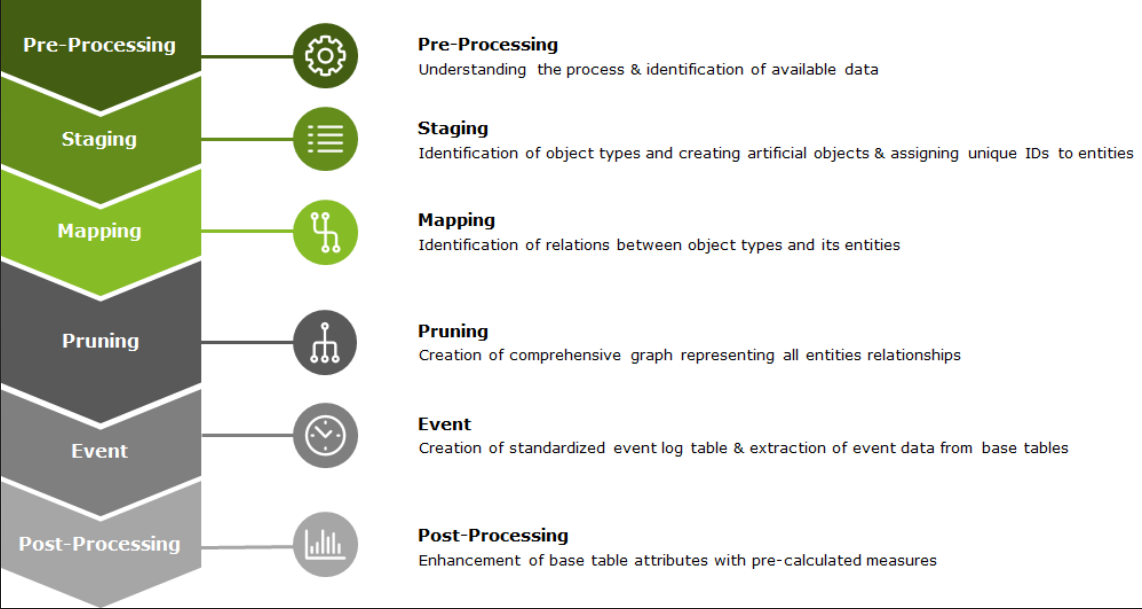 Pre-Processing
Pre-Processing
Understanding the process & identification of available data
Staging
Staging
Identification of object types and creating artificial objects & assigning unique IDs to entities
Mapping
Mapping
Identification of relations between object types and its entities
Pruning
Pruning
Creation of comprehensive graph representing all entities relationships
Event
Event
Creation of standardized event log table & extraction of event data from base tables
Post-Processing
Post-Processing
Enhancement of base table attributes with pre-calculated measures